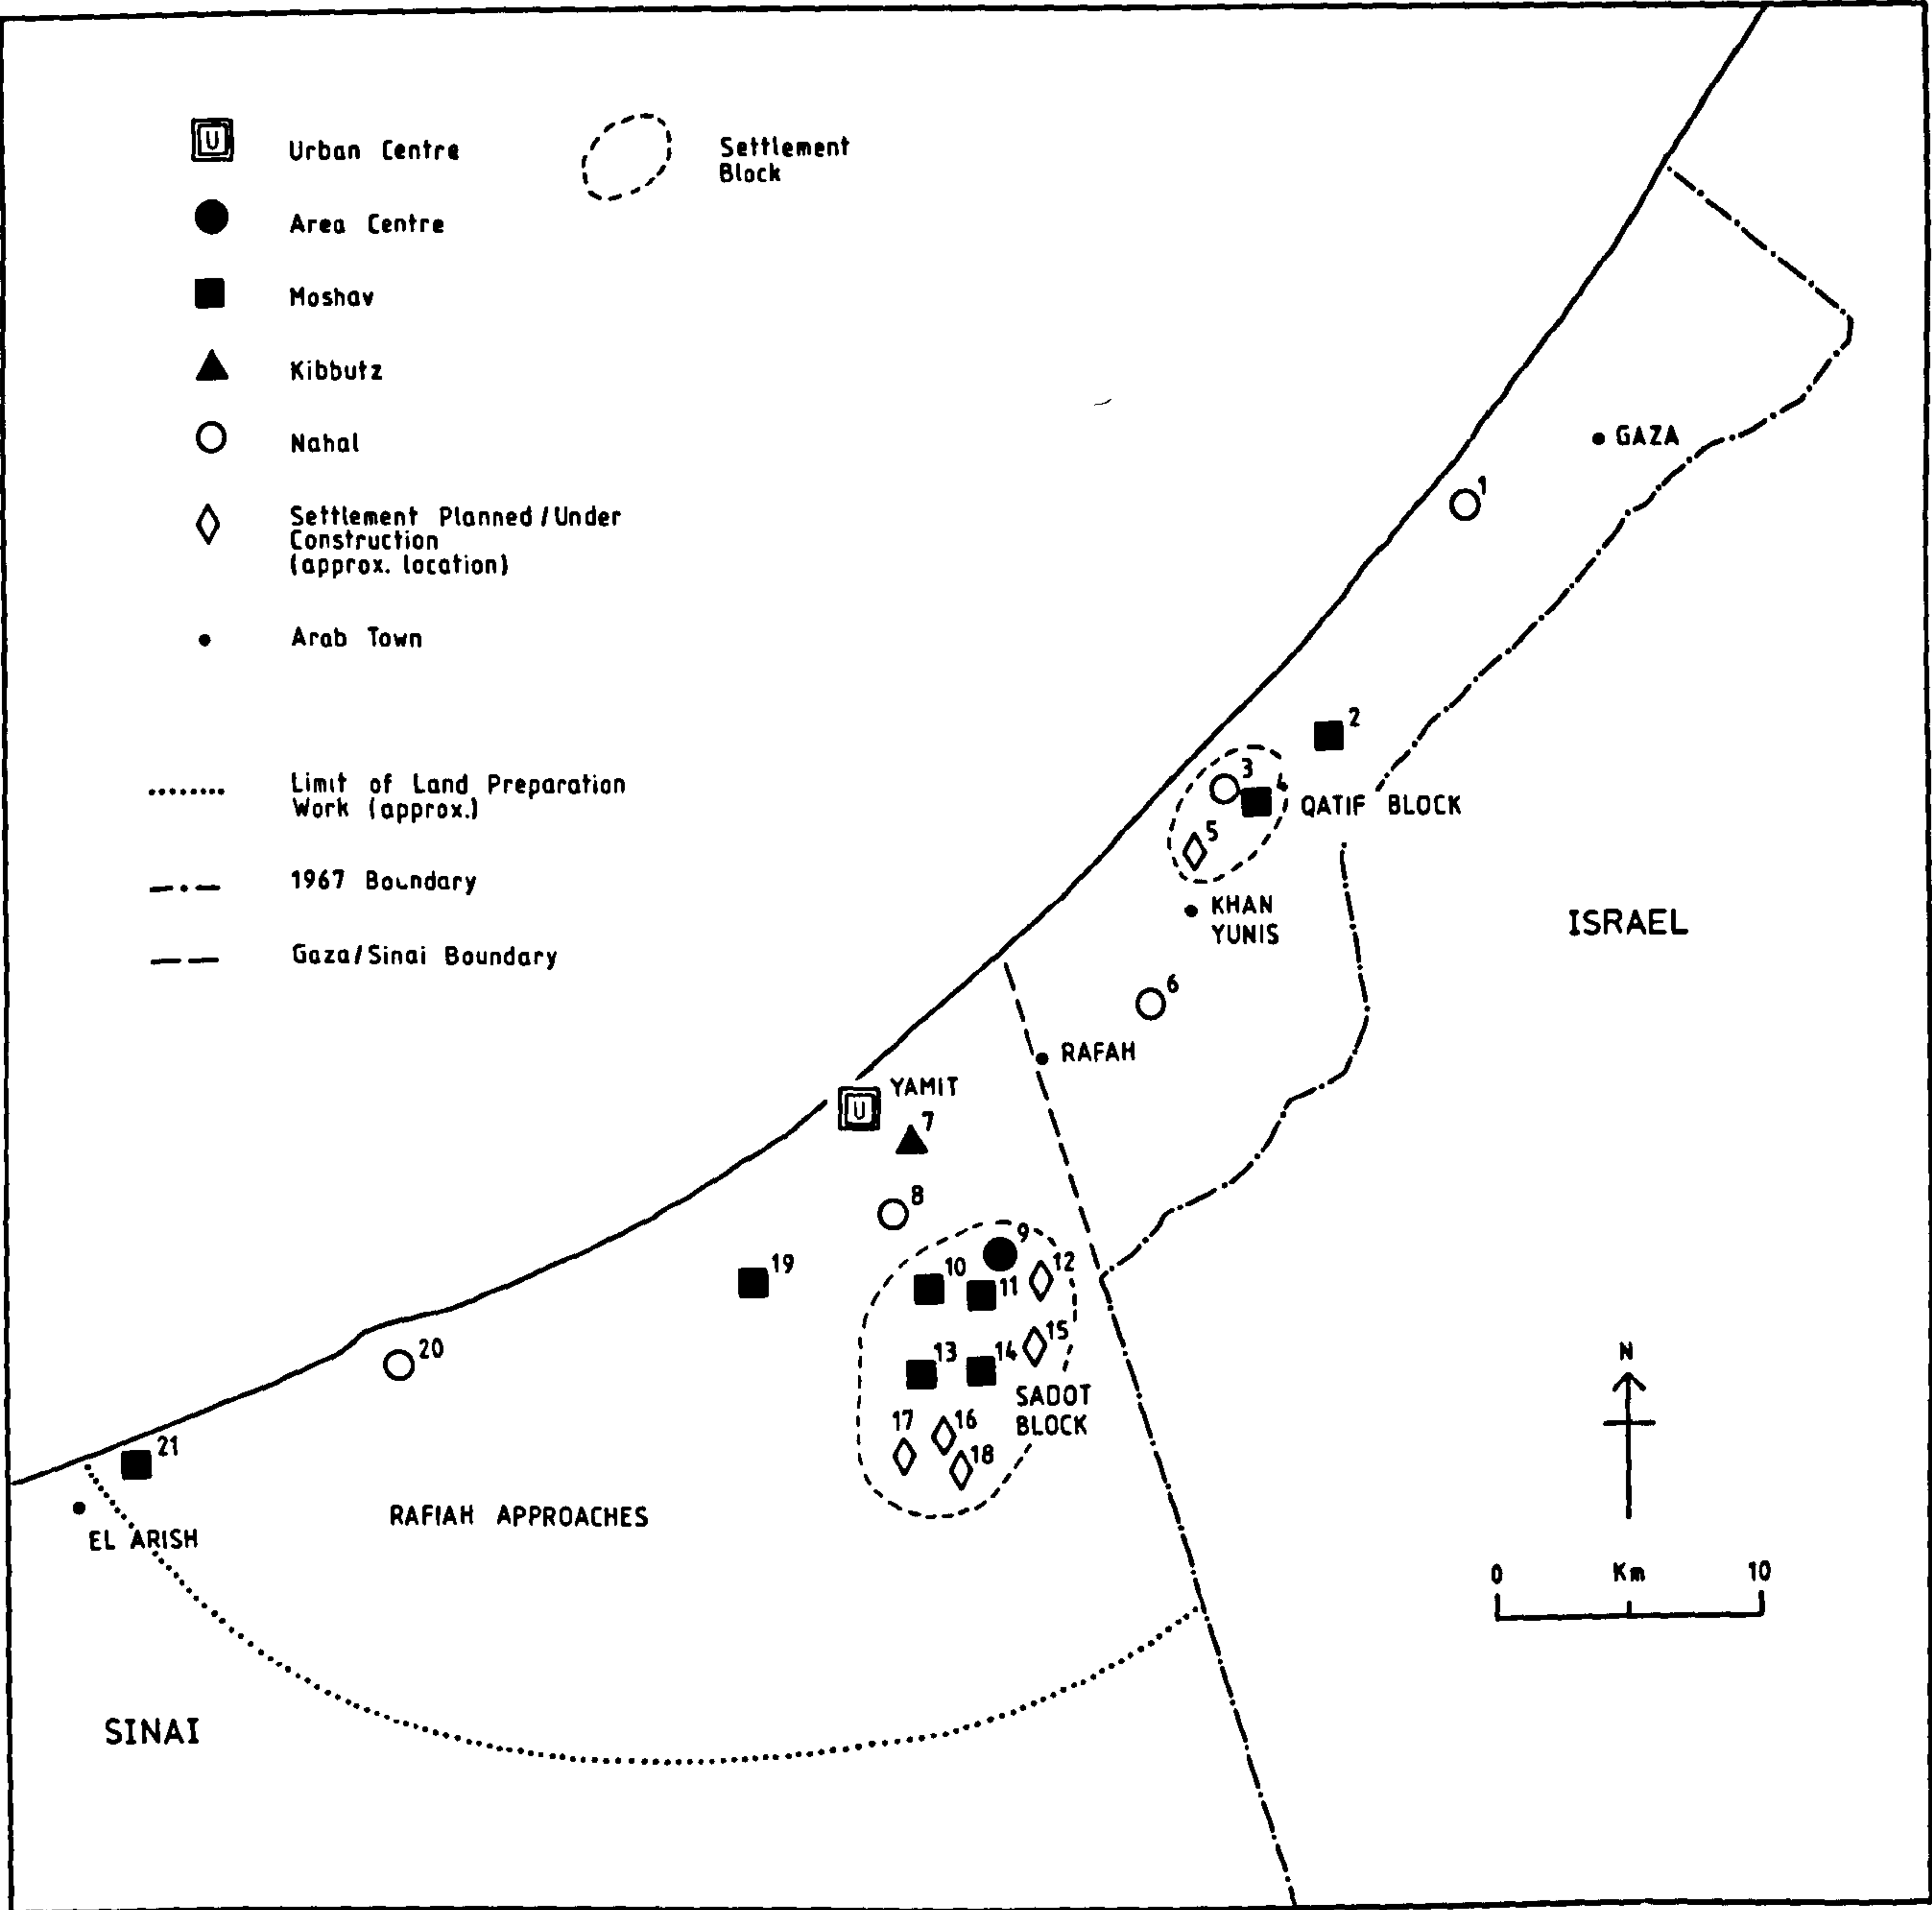 U
Urban Centre
Settlement
Block
Area Centre
Moshav
Kibbutz
Nahal
Settlement Planned/Under
Construction
(approx. location)
Arab Town
Limit of Land Preparation
Work (approx.)
1967 Boundary
Gaza/Sinai Boundary
GAZA
1
2
3
4
QATIF BLOCK
5
KHAN
YUNIS
ISRAEL
6
RAFAH
YAMIT
U
7
8
9
10
11
12
13
14
15
SADOT
BLOCK
16
17
18
19
20
21
EL ARISH
RAFIAH APPROACHES
SINAI
N
0 Km 10